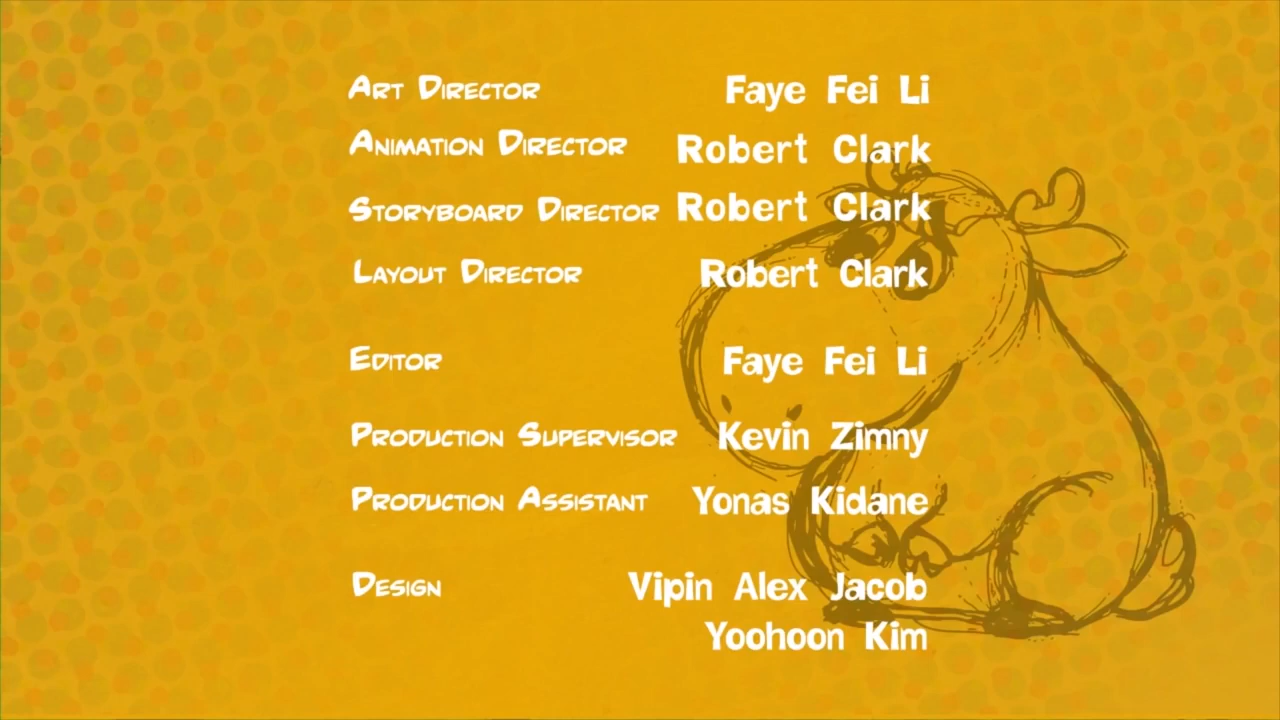 Art Director Faye Fei Li
Animation Director Robert Clark
Storyboard Director Robert Clark
Layout Director Robert Clark
Editor Faye Fei Li
Production Supervisor Kevin Zimny
Production Assistant Yonas Kidane
Design Vipin Alex Jacob
Yoohoon Kim